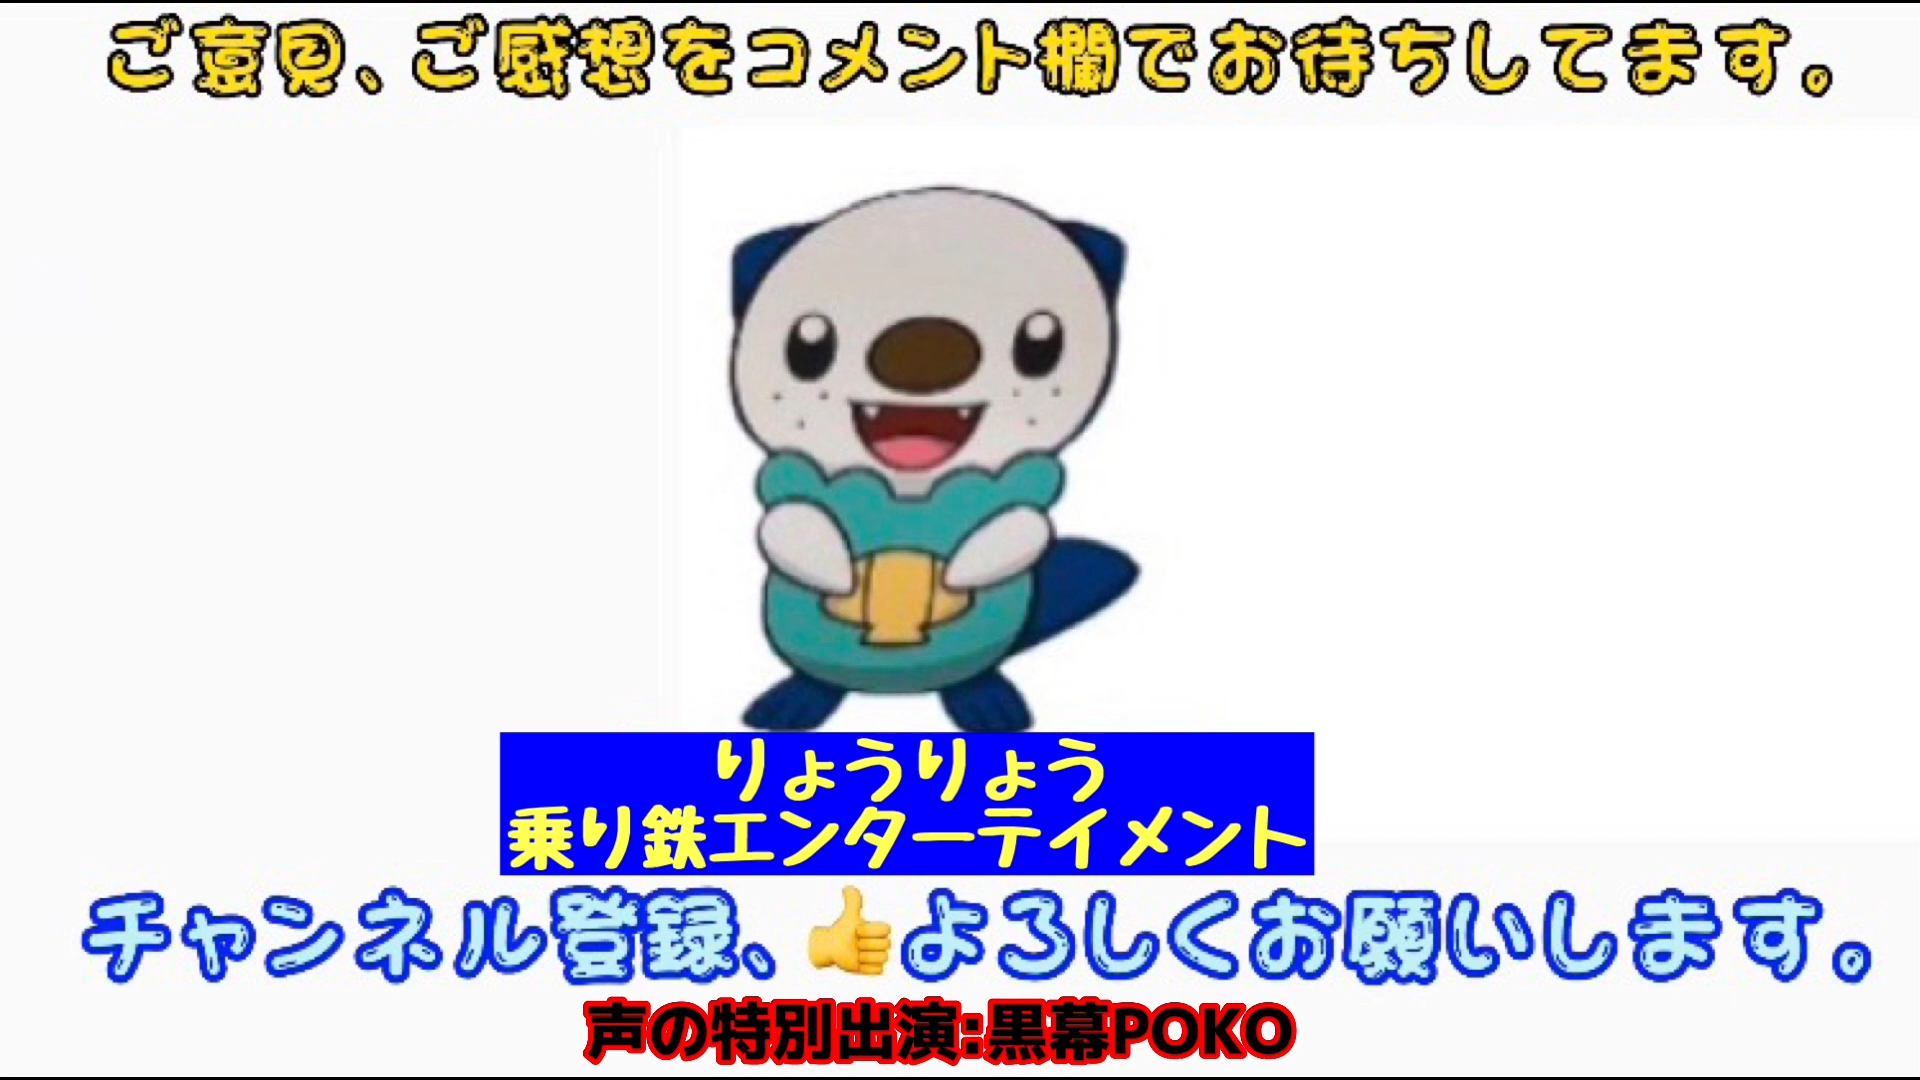 ご意見、ご感想をコメント欄でお待ちしてます。
りょうりょう
乗り鉄エンターテイメント
チャンネル登録、👍よろしくお願いします。
声の特別出演:黒幕POKO